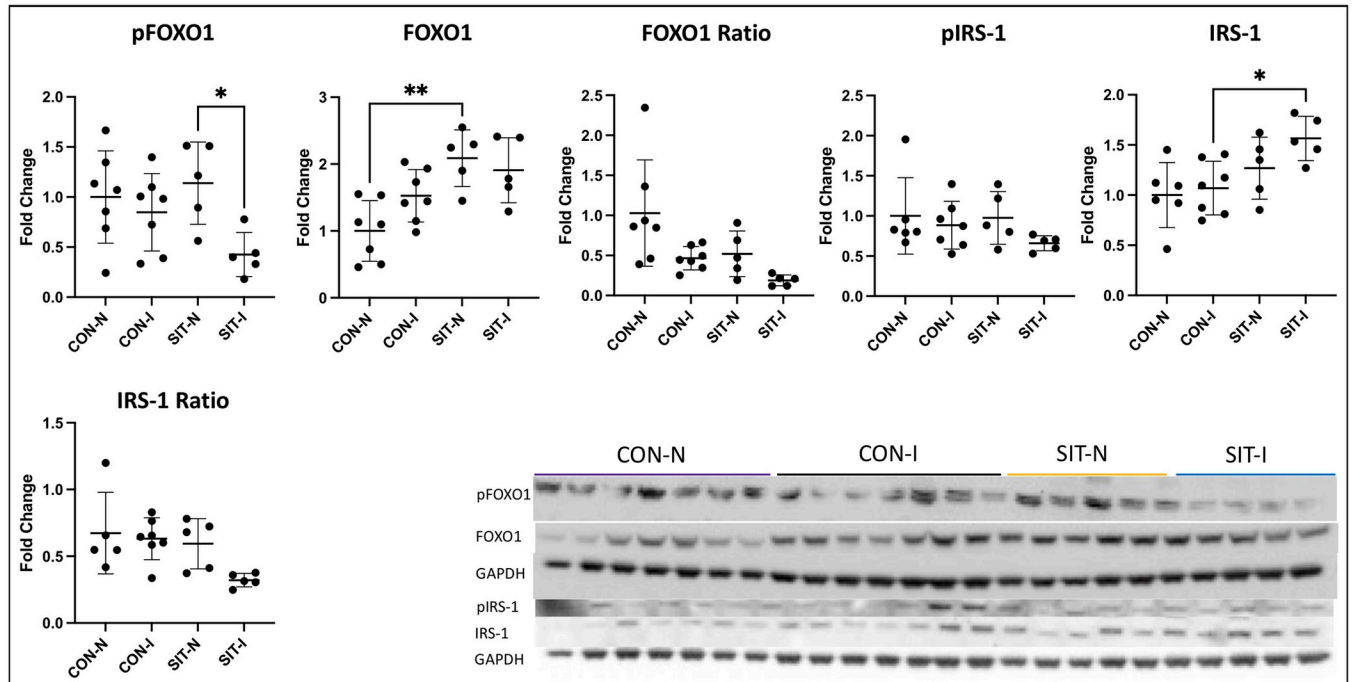 pFOXO1
FOXO1
FOXO1 Ratio
pIRS-1
IRS-1
*
**
*
Fold Change
2.0
1.5
1.0
0.5
0.0
CON-N
CON-I
SIT-N
SIT-I
Fold Change
3
2
1
0
CON-N
CON-I
SIT-N
SIT-I
Fold Change
2.5
2.0
1.5
1.0
0.5
0.0
CON-N
CON-I
SIT-N
SIT-I
Fold Change
2.5
2.0
1.5
1.0
0.5
0.0
CON-N
CON-I
SIT-N
SIT-I
Fold Change
2.0
1.5
1.0
0.5
0.0
CON-N
CON-I
SIT-N
SIT-I
IRS-1 Ratio
Fold Change
1.5
1.0
0.5
0.0
CON-N
CON-I
SIT-N
SIT-I
CON-N
CON-I
SIT-N
SIT-I
pFOXO1
FOXO1
GAPDH
pIRS-1
IRS-1
GAPDH